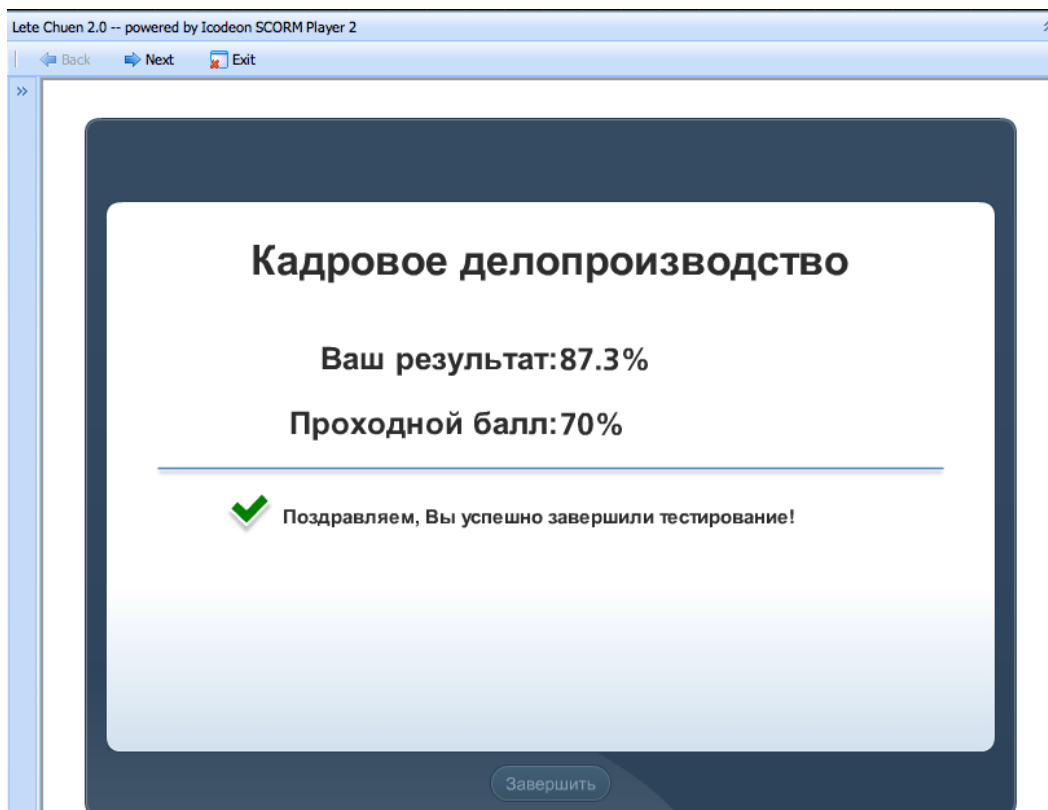 Lete Chuen 2.0 -- powered by Icodeon SCORM Player 2
Back Next Exit
Кадровое делопроизводство
Ваш результат:87.3%
Проходной балл:70%
Поздравляем, Вы успешно завершили тестирование!
Завершить